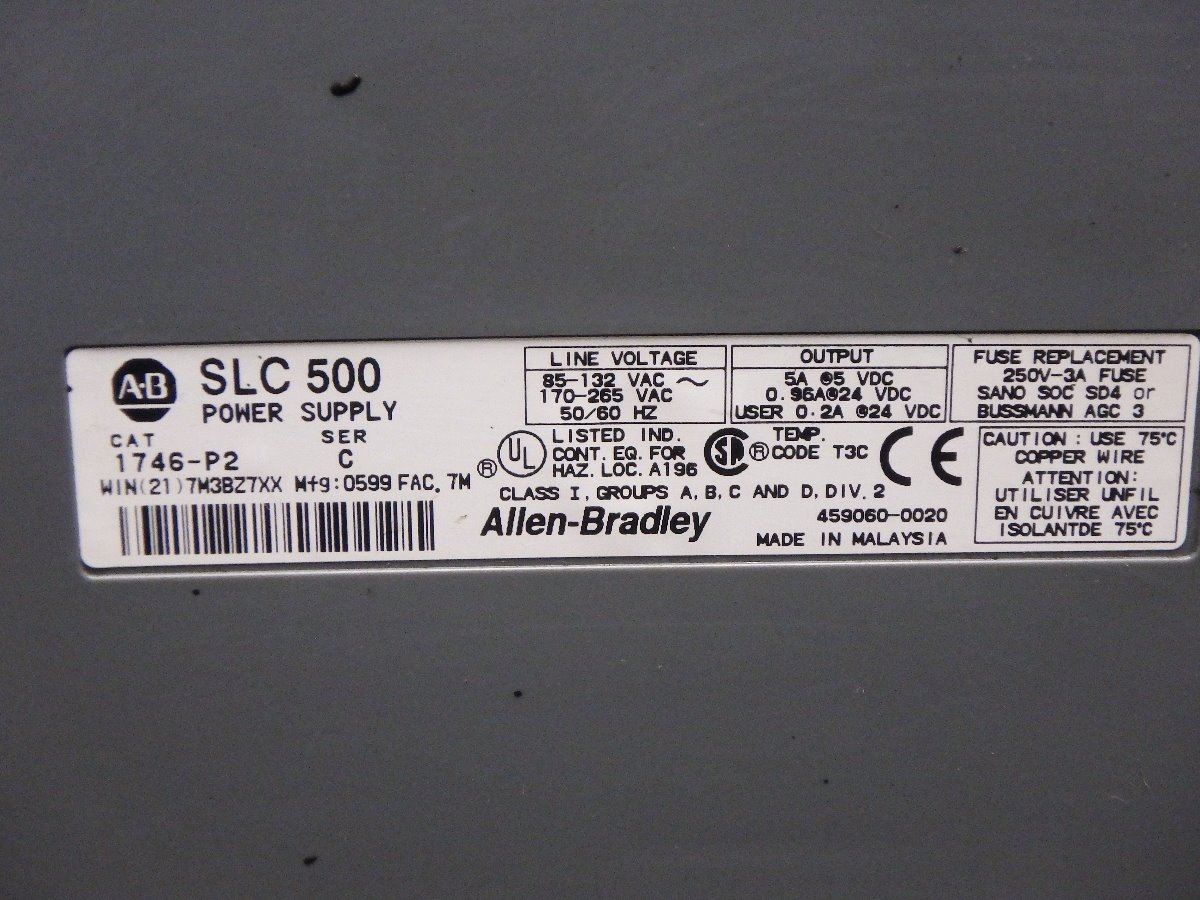 A-B
SLC 500
POWER SUPPLY
CAT SER
1746-P2 C
WIN(21)7M3BZ7XX Mfg:0599 FAC. 7M
LINE VOLTAGE
85-132 VAC ~
170-265 VAC
50/60 HZ
OUTPUT
5A @5 VDC
0.96A@24 VDC
USER 0.2A @24 VDC
FUSE REPLACEMENT
250V-3A FUSE
SANO SOC SD4 or
BUSSMANN AGC 3
UL ®
LISTED IND.
CONT. EQ. FOR
HAZ. LOC. A196
SA ®
TEMP.
CODE T3C
CE
CLASS I, GROUPS A, B, C AND D, DIV. 2
Allen-Bradley
459060-0020
MADE IN MALAYSIA
CAUTION : USE 75°C
COPPER WIRE
ATTENTION:
UTILISER UNFIL
EN CUIVRE AVEC
ISOLANTDE 75°C